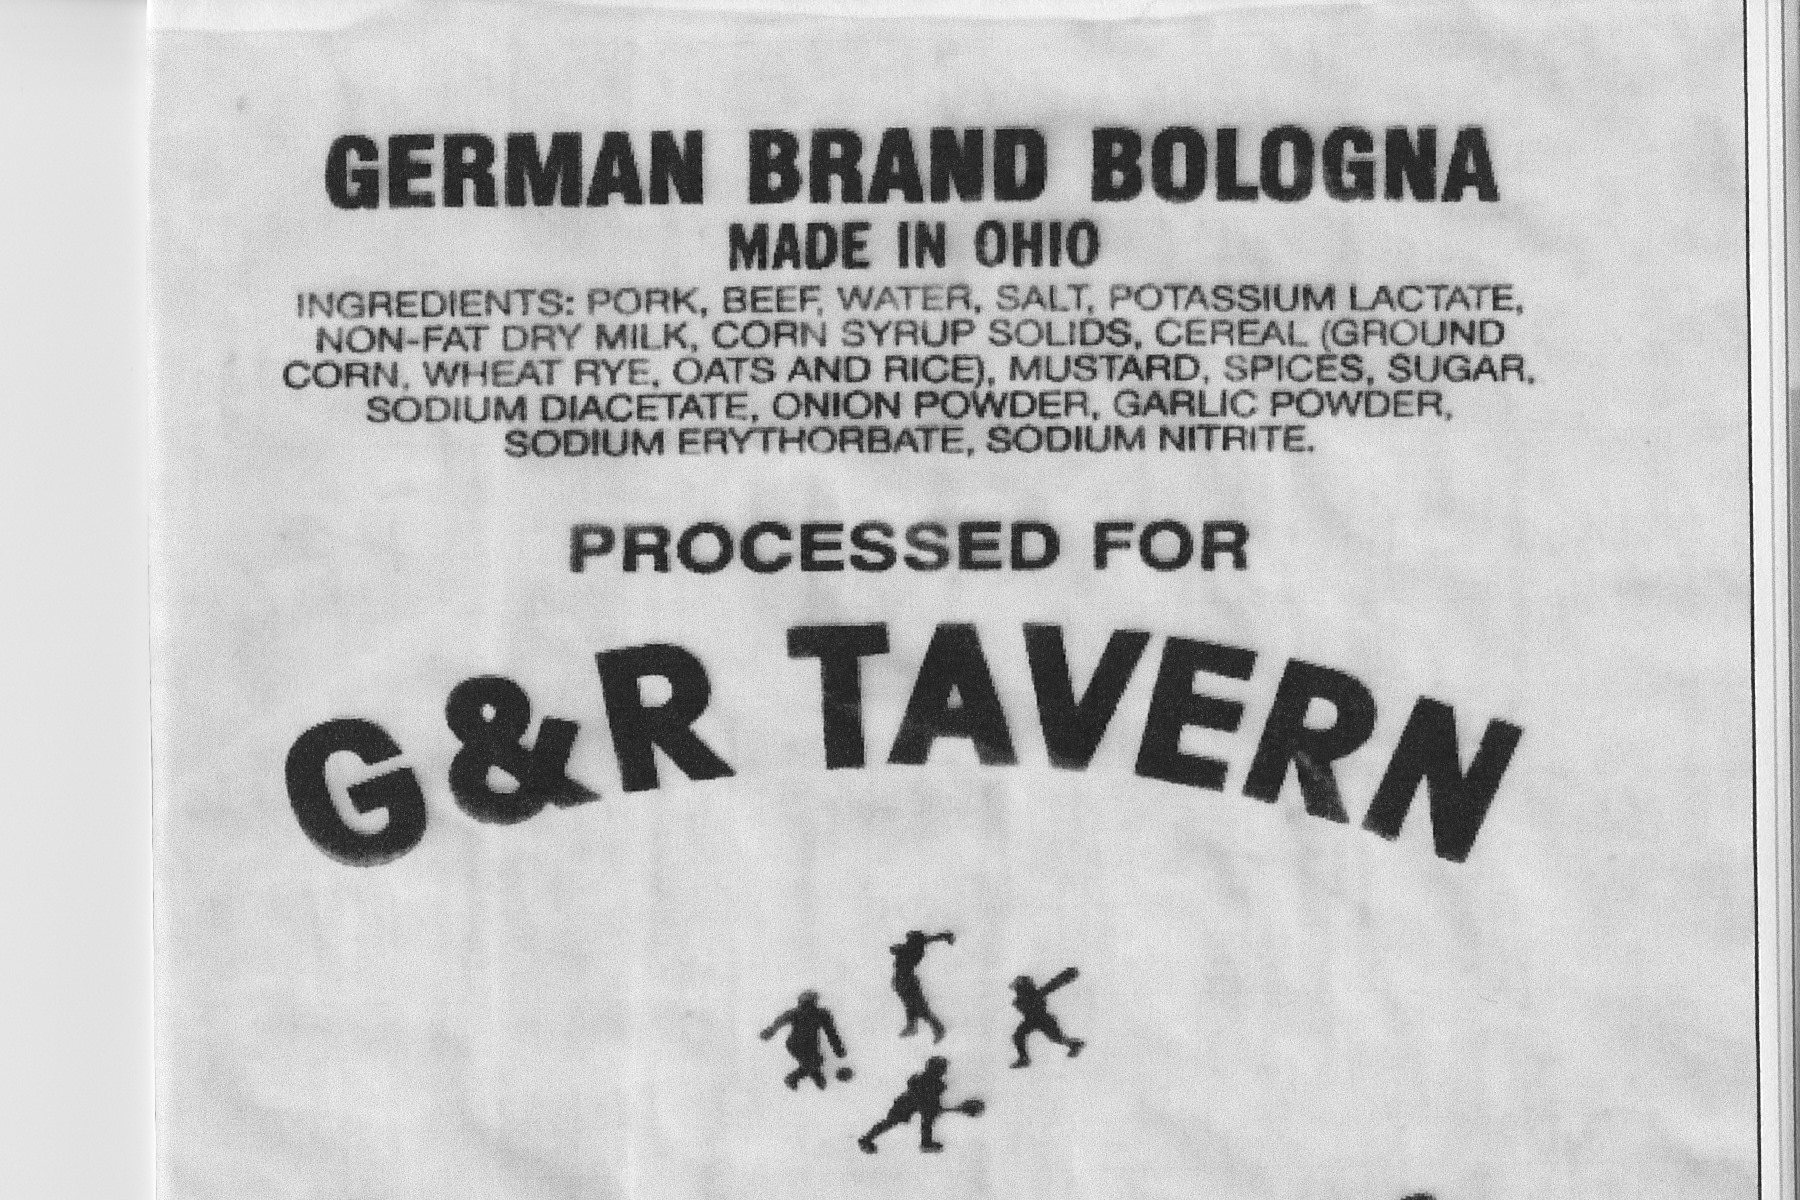 GERMAN BRAND BOLOGNA
MADE IN OHIO
INGREDIENTS: PORK, BEEF, WATER, SALT, POTASSIUM LACTATE,
NON-FAT DRY MILK, CORN SYRUP SOLIDS, CEREAL (GROUND
CORN, WHEAT RYE, OATS AND RICE), MUSTARD, SPICES, SUGAR,
SODIUM DIACETATE, ONION POWDER, GARLIC POWDER,
SODIUM ERYTHORBATE, SODIUM NITRITE.
PROCESSED FOR
G&R TAVERN